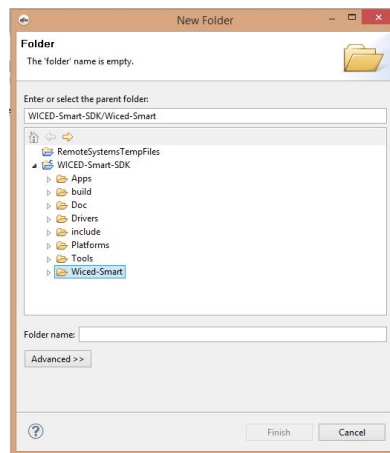 New Folder
Folder
The 'folder' name is empty.
Enter or select the parent folder:
WICED-Smart-SDK/Wiced-Smart
RemoteSystemsTempFiles
WICED-Smart-SDK
Apps
build
Doc
Drivers
include
Platforms
Tools
Wiced-Smart
Folder name:
Advanced >>
Finish Cancel